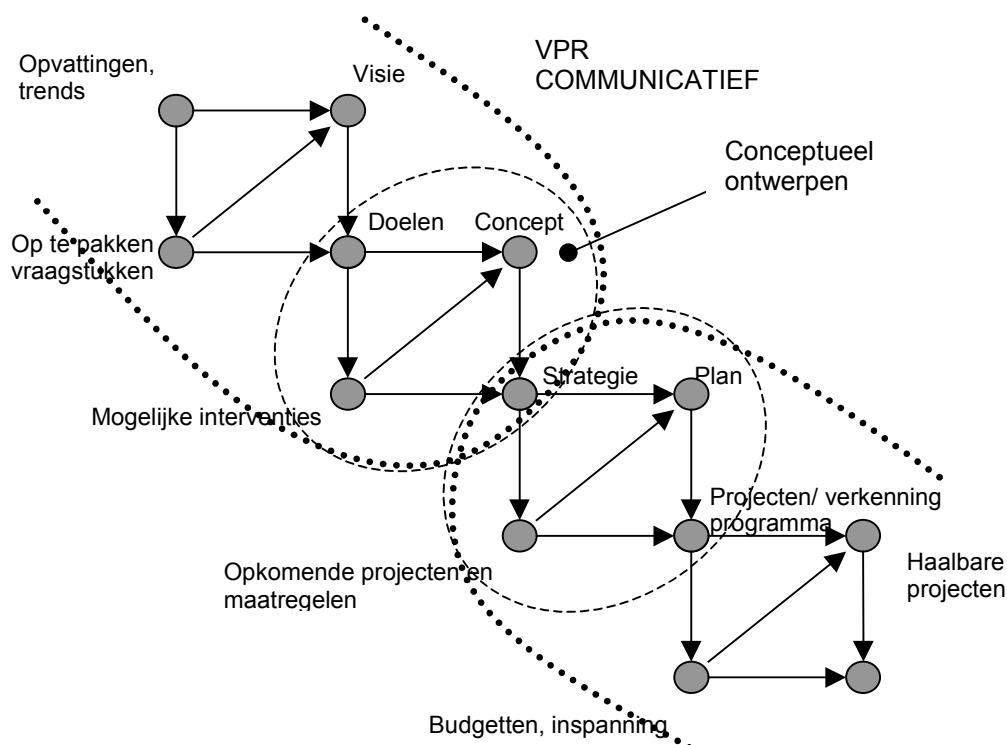 VPR
COMMUNICATIEF
Opvattingen,
trends
Visie
Conceptueel
ontwerpen
Doelen
Concept
Op te pakken
vraagstukken
Strategie
Plan
Mogelijke interventies
Projecten/ verkenning
programma
Opkomende projecten en
maatregelen
Haalbare
projecten
Budgetten, inspanning